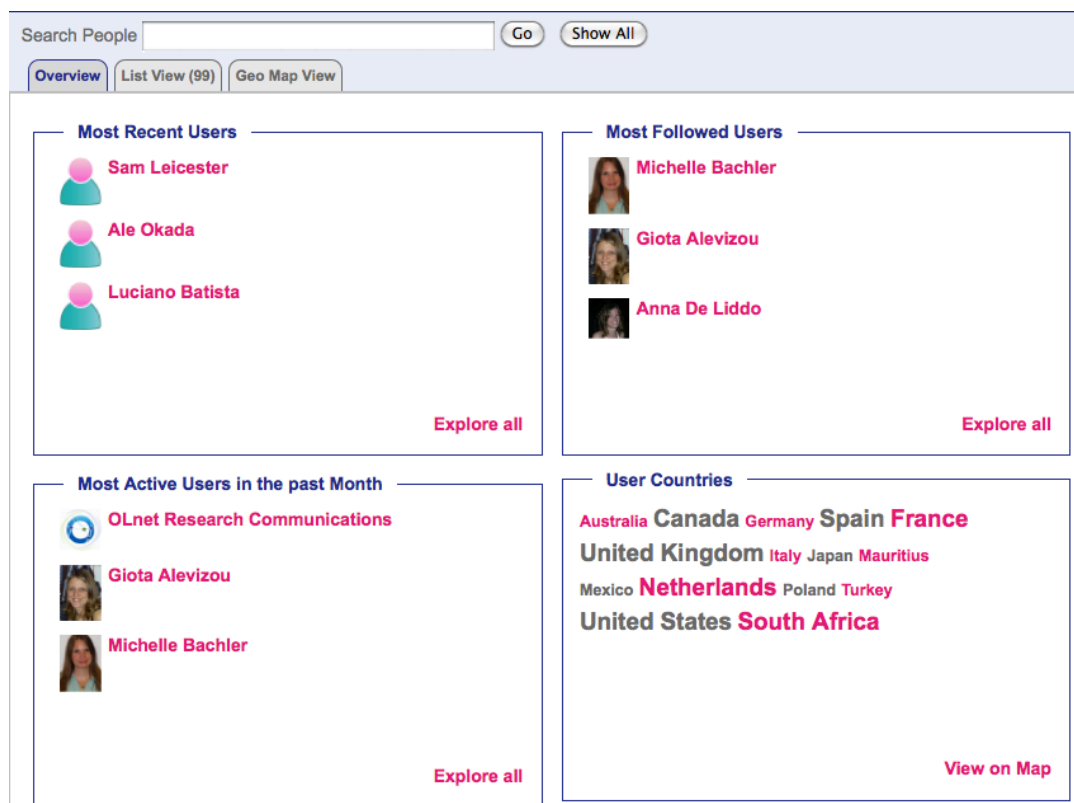 Search People Go Show All
Overview List View (99) Geo Map View
Most Recent Users
Sam Leicester
Ale Okada
Luciano Batista
Explore all
Most Followed Users
Michelle Bachler
Giota Alevizou
Anna De Liddo
Explore all
Most Active Users in the past Month
OLnet Research Communications
Giota Alevizou
Michelle Bachler
Explore all
User Countries
Australia Canada Germany Spain France
United Kingdom Italy Japan Mauritius
Mexico Netherlands Poland Turkey
United States South Africa
View on Map